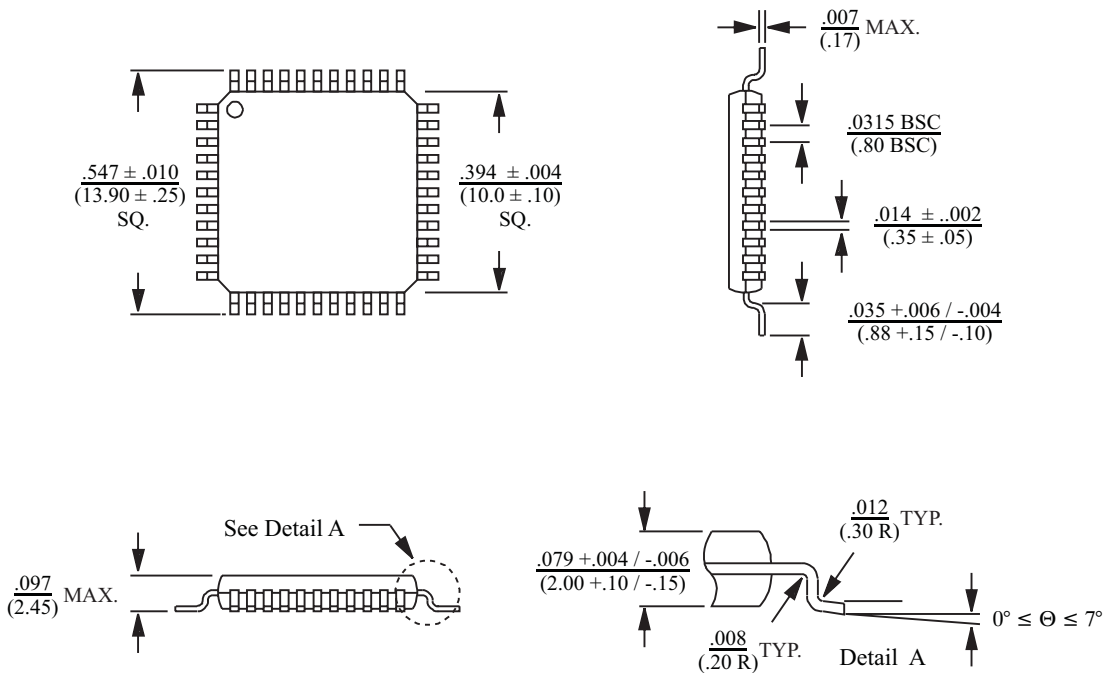 .007
(.17) MAX.
.547 ± .010
(13.90 ± .25)
SQ.
.394 ± .004
(10.0 ± .10)
SQ.
.0315 BSC
(.80 BSC)
.014 ± ..002
(.35 ± .05)
.035 +.006 / -.004
(.88 +.15 / -.10)
See Detail A
.097
(2.45) MAX.
.079 +.004 / -.006
(2.00 +.10 / -.15)
.012
(.30 R) TYP.
.008
(.20 R) TYP.
0° ≤ Θ ≤ 7°
Detail A